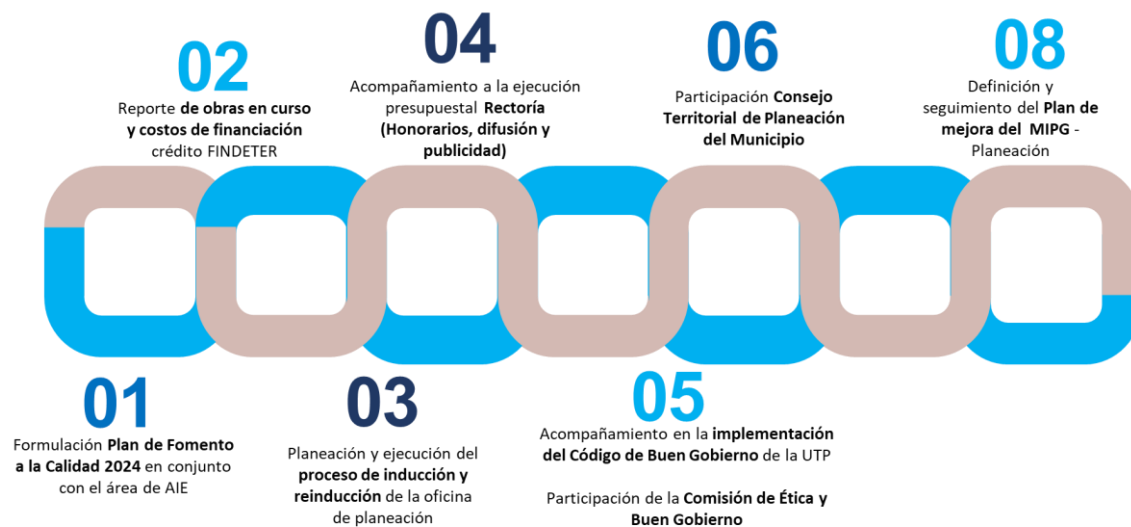 02
Reporte de obras en curso
y costos de financiación
crédito FINDETER
04
Acompañamiento a la ejecución
presupuestal Rectoría
(Honorarios, difusión y
publicidad)
06
Participación Consejo
Territorial de Planeación
del Municipio
08
Definición y
seguimiento del Plan de
mejora del MIPG -
Planeación
01
Formulación Plan de Fomento
a la Calidad 2024 en conjunto
con el área de AIE
03
Planeación y ejecución del
proceso de inducción y
reinducción de la oficina
de planeación
05
Acompañamiento en la implementación
del Código de Buen Gobierno de la UTP
Participación de la Comisión de Ética y
Buen Gobierno